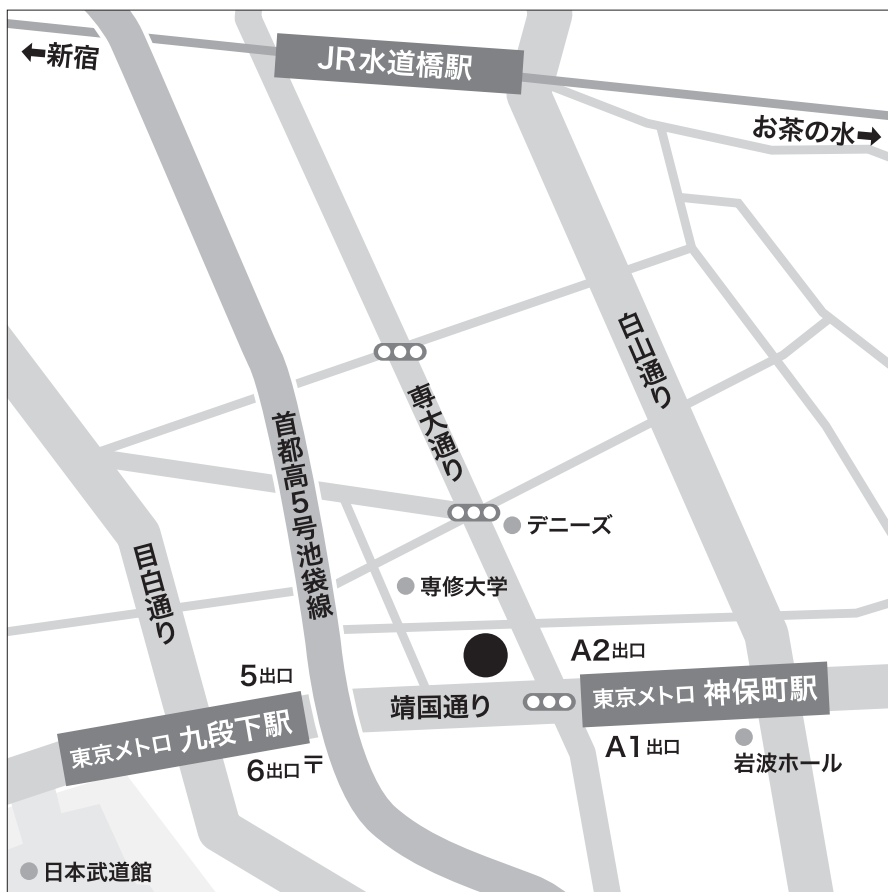 ←新宿
JR水道橋駅
お茶の水→
白山通り
専大通り
首都高5号池袋線
デニーズ
目白通り
専修大学
A2出口
5出口
東京メトロ 神保町駅
靖国通り
東京メトロ 九段下駅
A1出口
6出口〒
岩波ホール
日本武道館